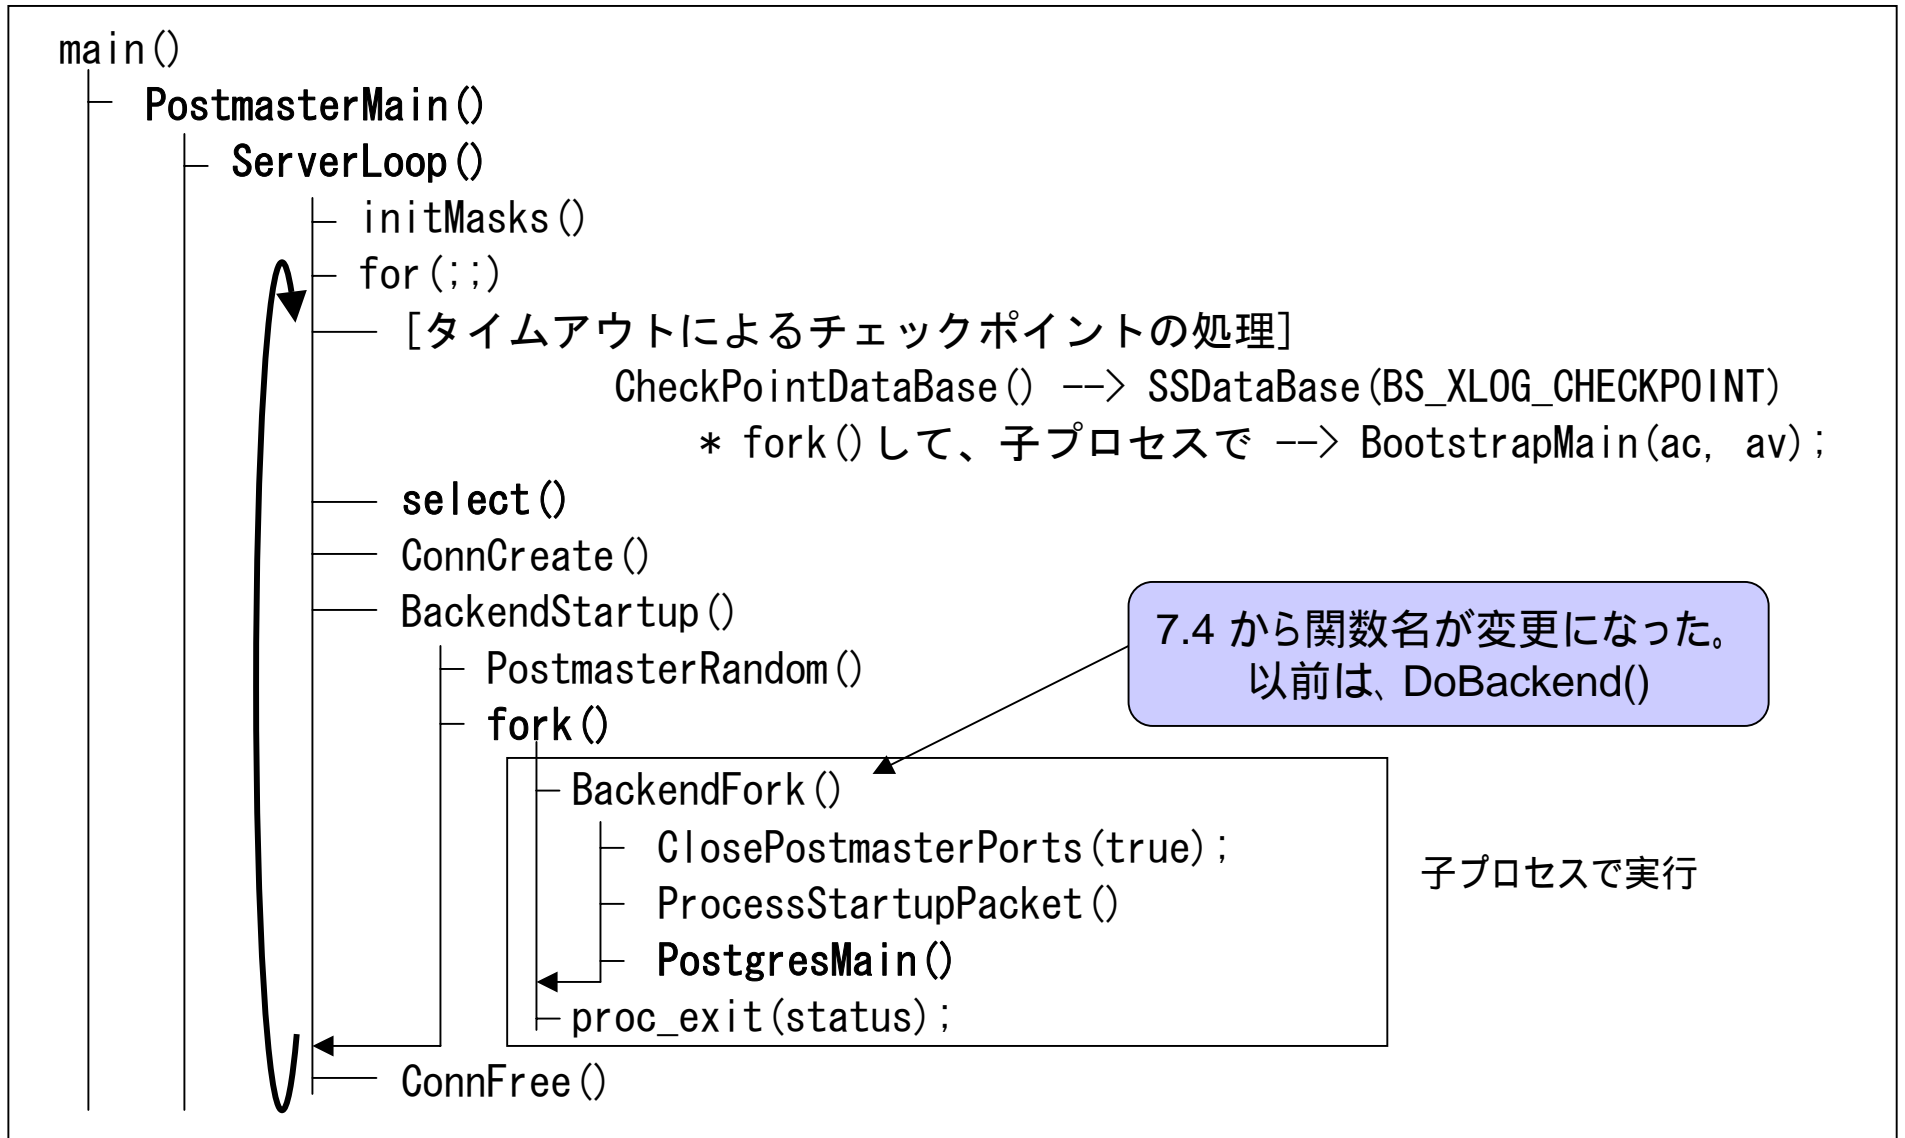 main()
PostmasterMain()
ServerLoop()
initMasks()
for(;;)
[タイムアウトによるチェックポイントの処理]
CheckPointDataBase() --> SSDataBase(BS_XLOG_CHECKPOINT)
* fork()して、子プロセスで --> BootstrapMain(ac, av);
select()
ConnCreate()
BackendStartup()
7.4 から関数名が変更になった。
以前は、DoBackend()
PostmasterRandom()
fork()
BackendFork()
ClosePostmasterPorts(true);
ProcessStartupPacket()
PostgresMain()
proc_exit(status);
子プロセスで実行
ConnFree()